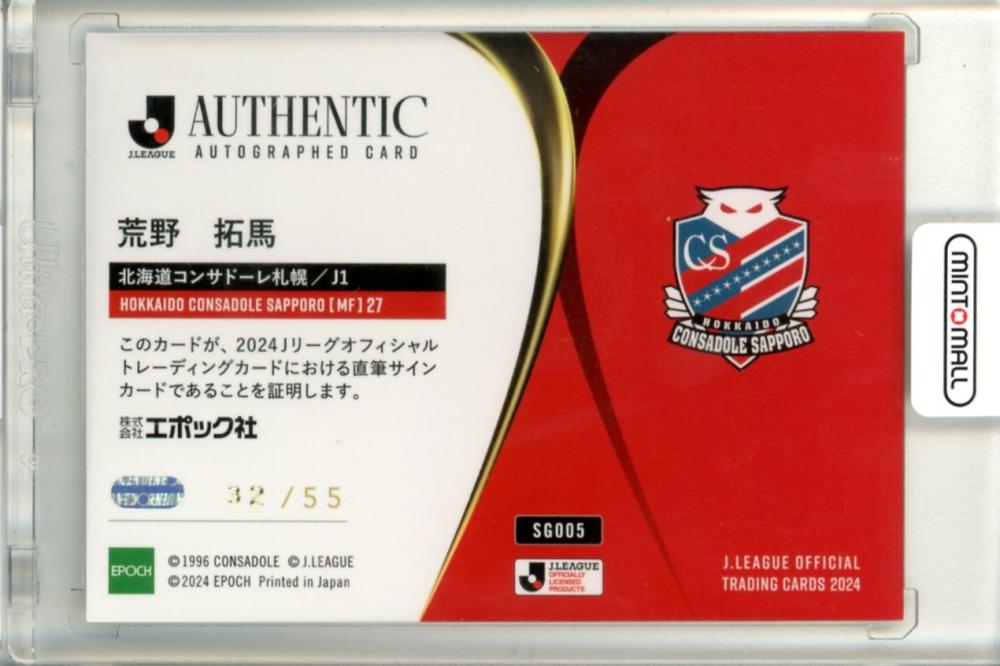 J.LEAGUE
AUTHENTIC
AUTOGRAPHED CARD
荒野 拓馬
北海道コンサドーレ札幌／J1
HOKKAIDO CONSADOLE SAPPORO [MF] 27
このカードが、2024Jリーグオフィシャル
トレーディングカードにおける直筆サイン
カードであることを証明します。
株式会社エポック社
32/55
EPOCH
©1996 CONSADOLE ©J.LEAGUE
©2024 EPOCH Printed in Japan
CS
HOKKAIDO
CONSADOLE SAPPORO
SG005
J.LEAGUE
OFFICIALLY
LICENSED
PRODUCTS
J.LEAGUE OFFICIAL
TRADING CARDS 2024
MINT MALL